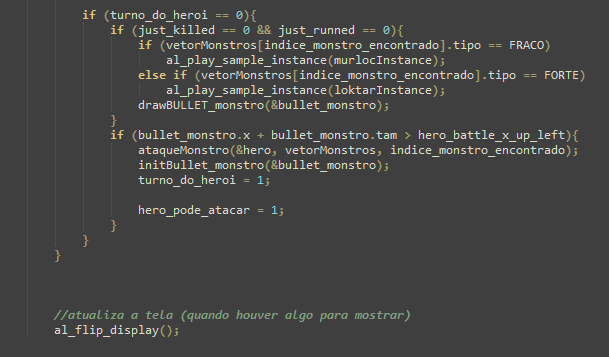 if (turno_do_heroi == 0){
if (just_killed == 0 && just_runned == 0){
if (vetorMonstros[indice_monstro_encontrado].tipo == FRACO)
al_play_sample_instance(murlocInstance);
else if (vetorMonstros[indice_monstro_encontrado].tipo == FORTE)
al_play_sample_instance(loktarInstance);
drawBULLET_monstro(&bullet_monstro);
}
if (bullet_monstro.x + bullet_monstro.tam > hero_battle_x_up_left){
ataqueMonstro(&hero, vetorMonstros, indice_monstro_encontrado);
initBullet_monstro(&bullet_monstro);
turno_do_heroi = 1;
hero_pode_atacar = 1;
}
}
}
//atualiza a tela (quando houver algo para mostrar)
al_flip_display();